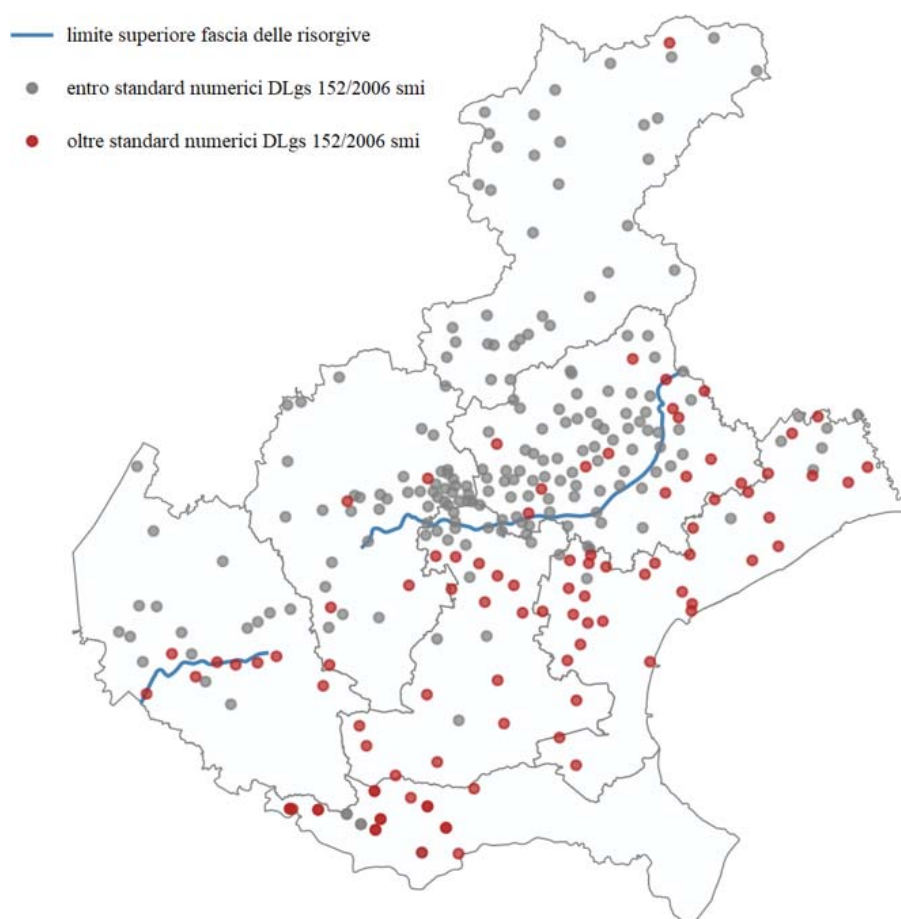 limite superiore fascia delle risorgive
entro standard numerici DLgs 152/2006 smi
oltre standard numerici DLgs 152/2006 smi